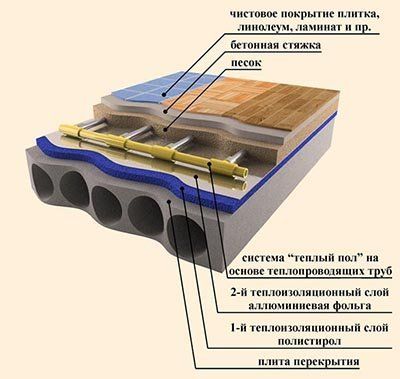 чистовое покрытие плитка,
линолеум, ламинат и пр.
бетонная стяжка
песок
система “теплый пол” на
основе теплопроводящих труб
2-й теплоизоляционный слой
аллюминиевая фольга
1-й теплоизоляционный слой
полистирол
плита перекрытия